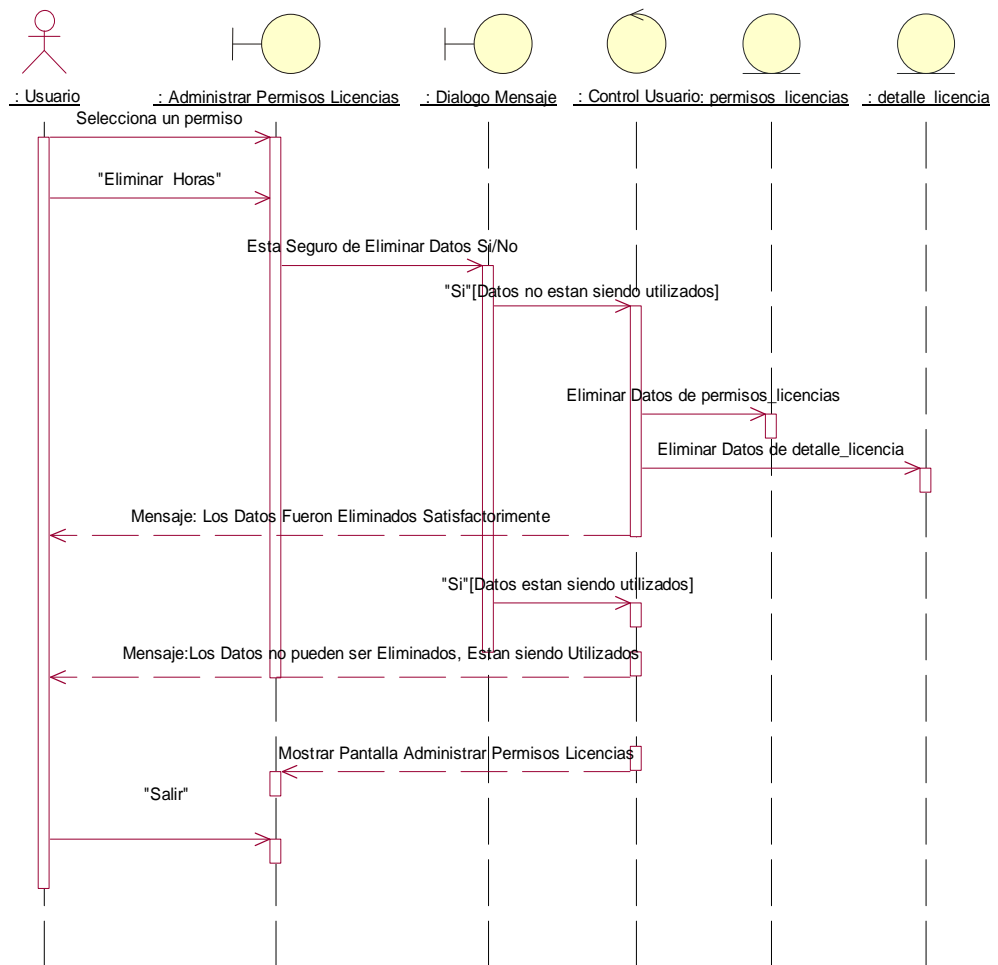 : Usuario
: Administrar Permisos Licencias
: Dialogo Mensaje
: Control Usuario
: permisos_licencias
: detalle_licencia
Selecciona un permiso
"Eliminar Horas"
Esta Seguro de Eliminar Datos Si/No
"Si"[Datos no estan siendo utilizados]
Eliminar Datos de permisos_licencias
Eliminar Datos de detalle_licencia
Mensaje: Los Datos Fueron Eliminados Satisfactorimente
"Si"[Datos estan siendo utilizados]
Mensaje:Los Datos no pueden ser Eliminados, Estan siendo Utilizados
Mostrar Pantalla Administrar Permisos Licencias
"Salir"